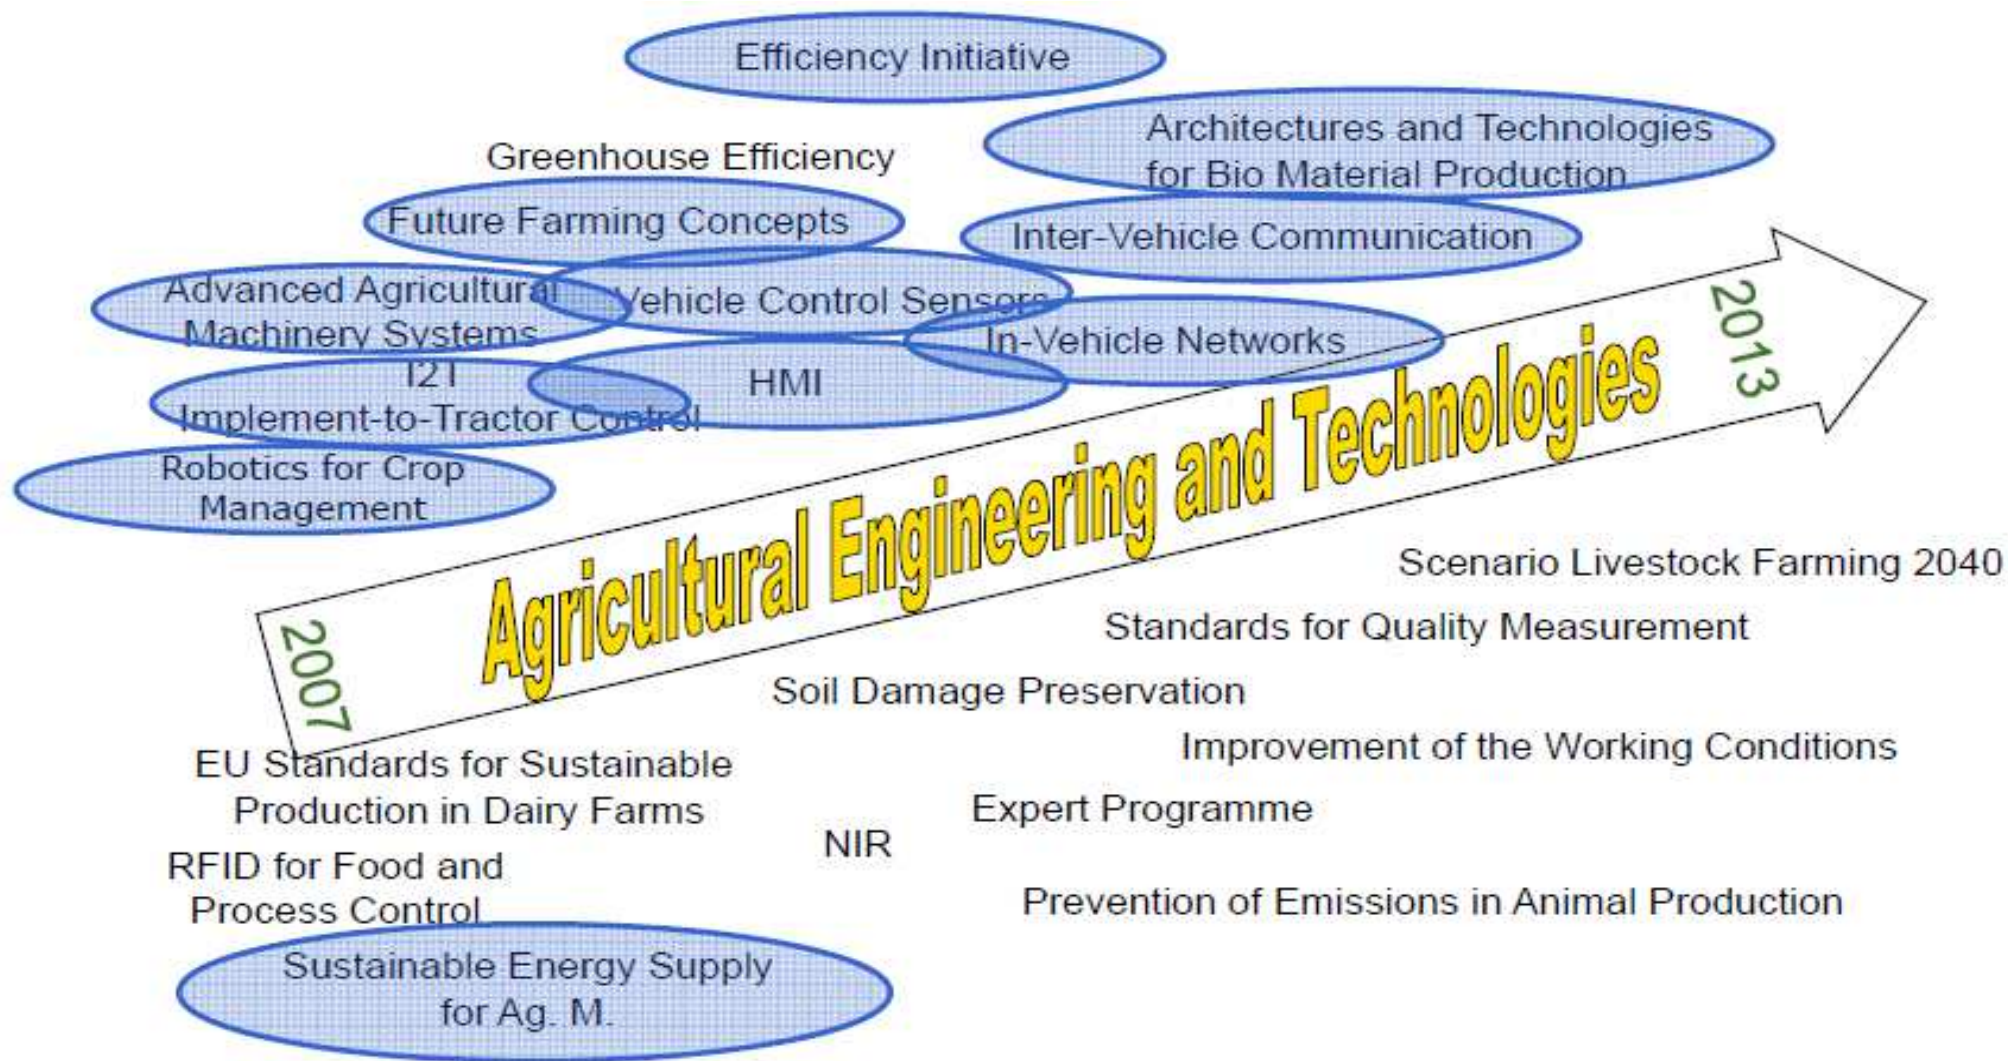 Efficiency Initiative
Architectures and Technologies
for Bio Material Production
Greenhouse Efficiency
Future Farming Concepts
Inter-Vehicle Communication
Advanced Agricultural
Machinery Systems
Vehicle Control Sensors
In-Vehicle Networks
I2T
Implement-to-Tractor Control
HMI
Robotics for Crop
Management
2007
Agricultural Engineering and Technologies
2013
Scenario Livestock Farming 2040
Standards for Quality Measurement
Soil Damage Preservation
Improvement of the Working Conditions
EU Standards for Sustainable
Production in Dairy Farms
Expert Programme
NIR
RFID for Food and
Process Control
Prevention of Emissions in Animal Production
Sustainable Energy Supply
for Ag. M.